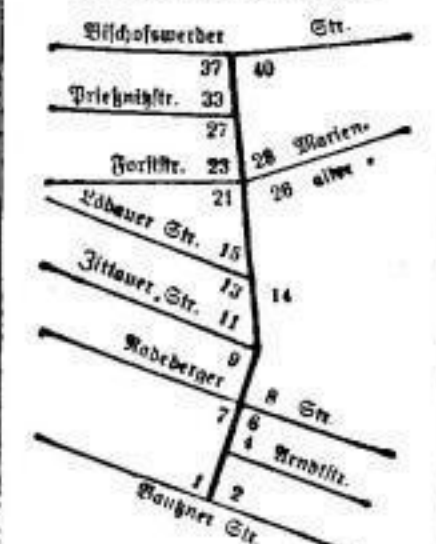 Bischofswerder Str.
37 40
Prießnitzstr. 33
27
Forststr. 23 28 Marien-
21 26 allee
Löbauer Str. 15
13 14
Zittauer Str. 11
9
Radeberger 8 Str.
7 6
4 Arndtstr.
1 2
Bautzner Str.